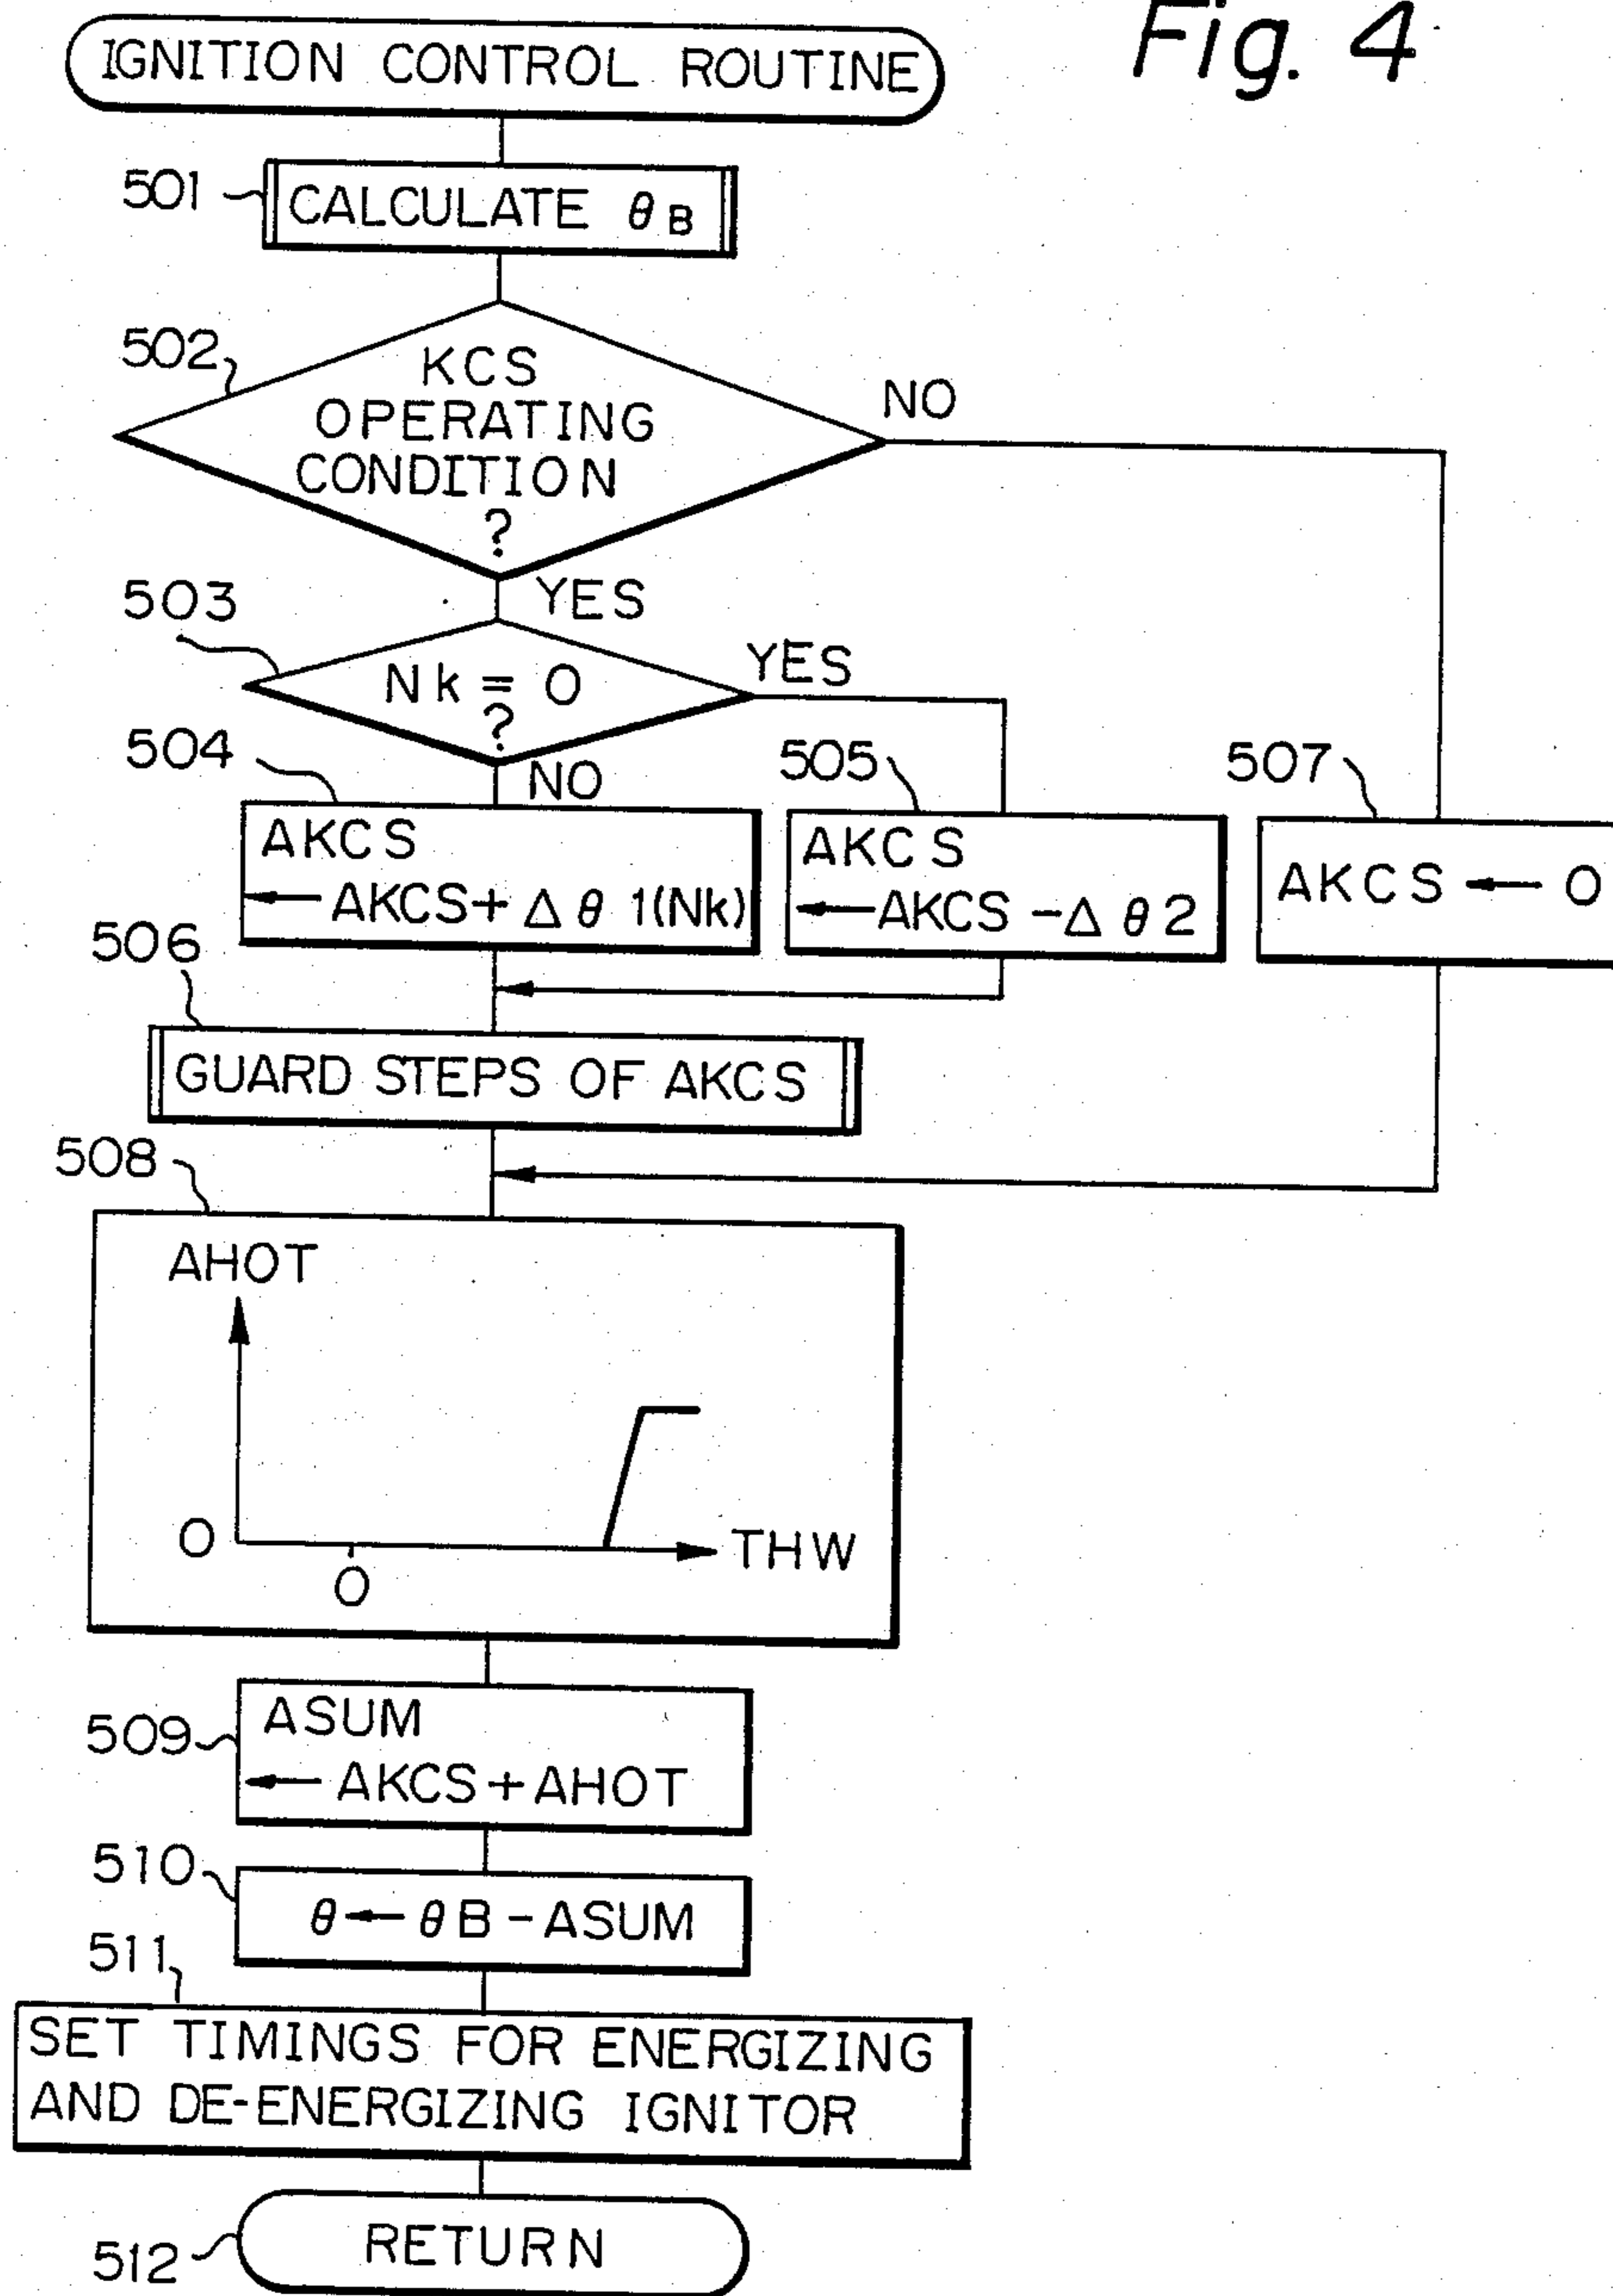 Fig. 4
IGNITION CONTROL ROUTINE
501
CALCULATE θB
502
KCS
OPERATING
CONDITION
?
NO
YES
503
Nk = 0
?
YES
NO
504
AKCS
← AKCS + Δθ1(Nk)
505
AKCS
← AKCS - Δθ2
507
AKCS ← 0
506
GUARD STEPS OF AKCS
508
AHOT
0
0
THW
509
ASUM
← AKCS + AHOT
510
θ ← θB - ASUM
511
SET TIMINGS FOR ENERGIZING
AND DE-ENERGIZING IGNITOR
512
RETURN